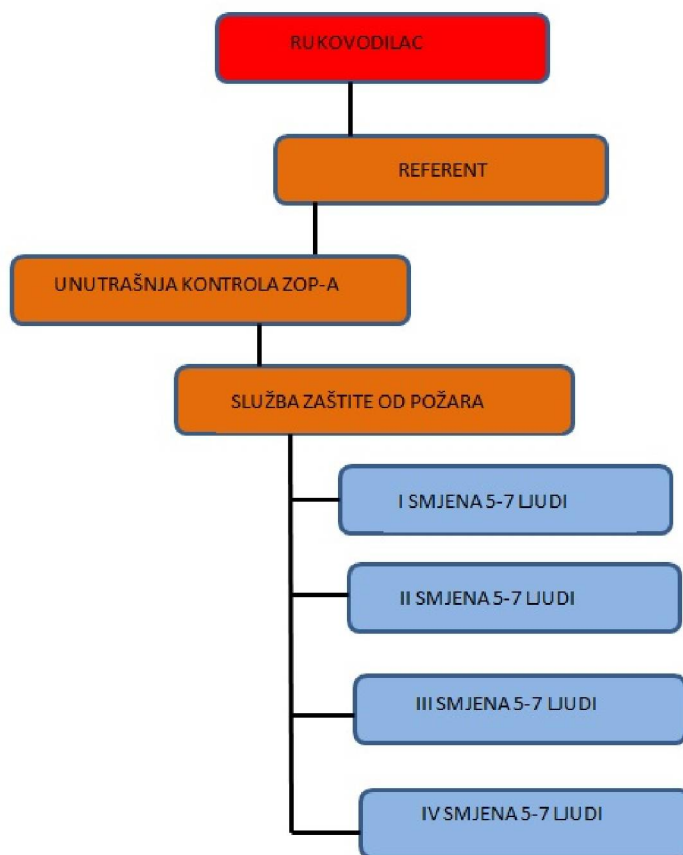 RUKOVODILAC
REFERENT
UNUTRAŠNJA KONTROLA ZOP-A
SLUŽBA ZAŠTITE OD POŽARA
I SMJENA 5-7 LJUDI
II SMJENA 5-7 LJUDI
III SMJENA 5-7 LJUDI
IV SMJENA 5-7 LJUDI